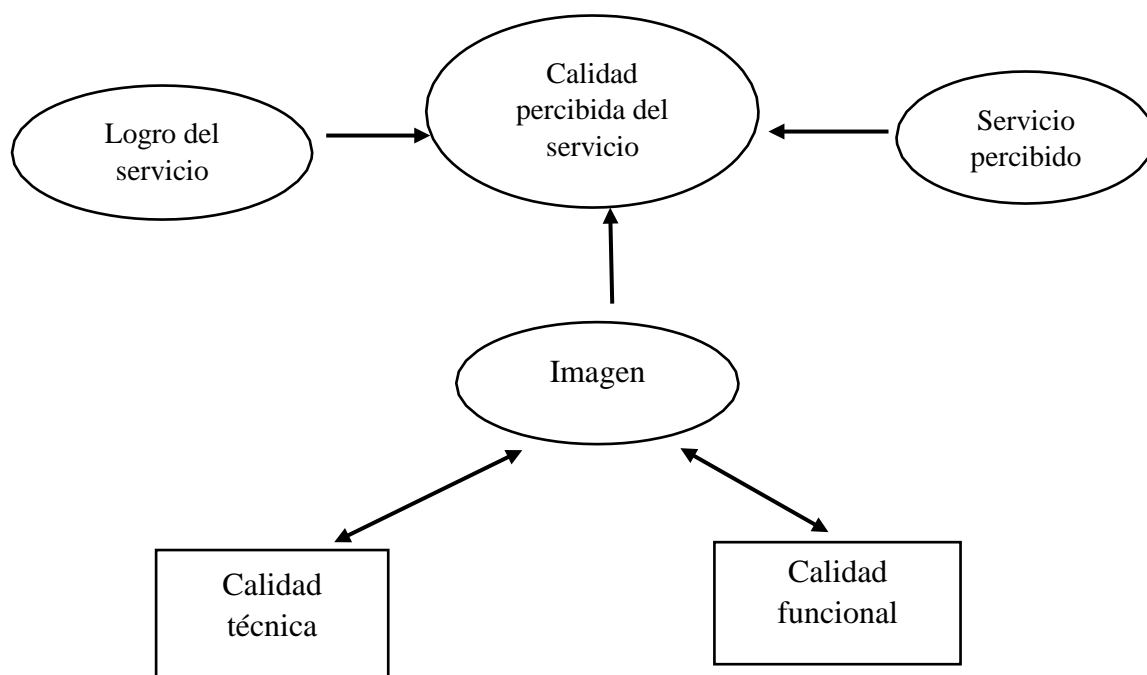 Logro del
servicio
Calidad
percibida del
servicio
Servicio
percibido
Imagen
Calidad
técnica
Calidad
funcional